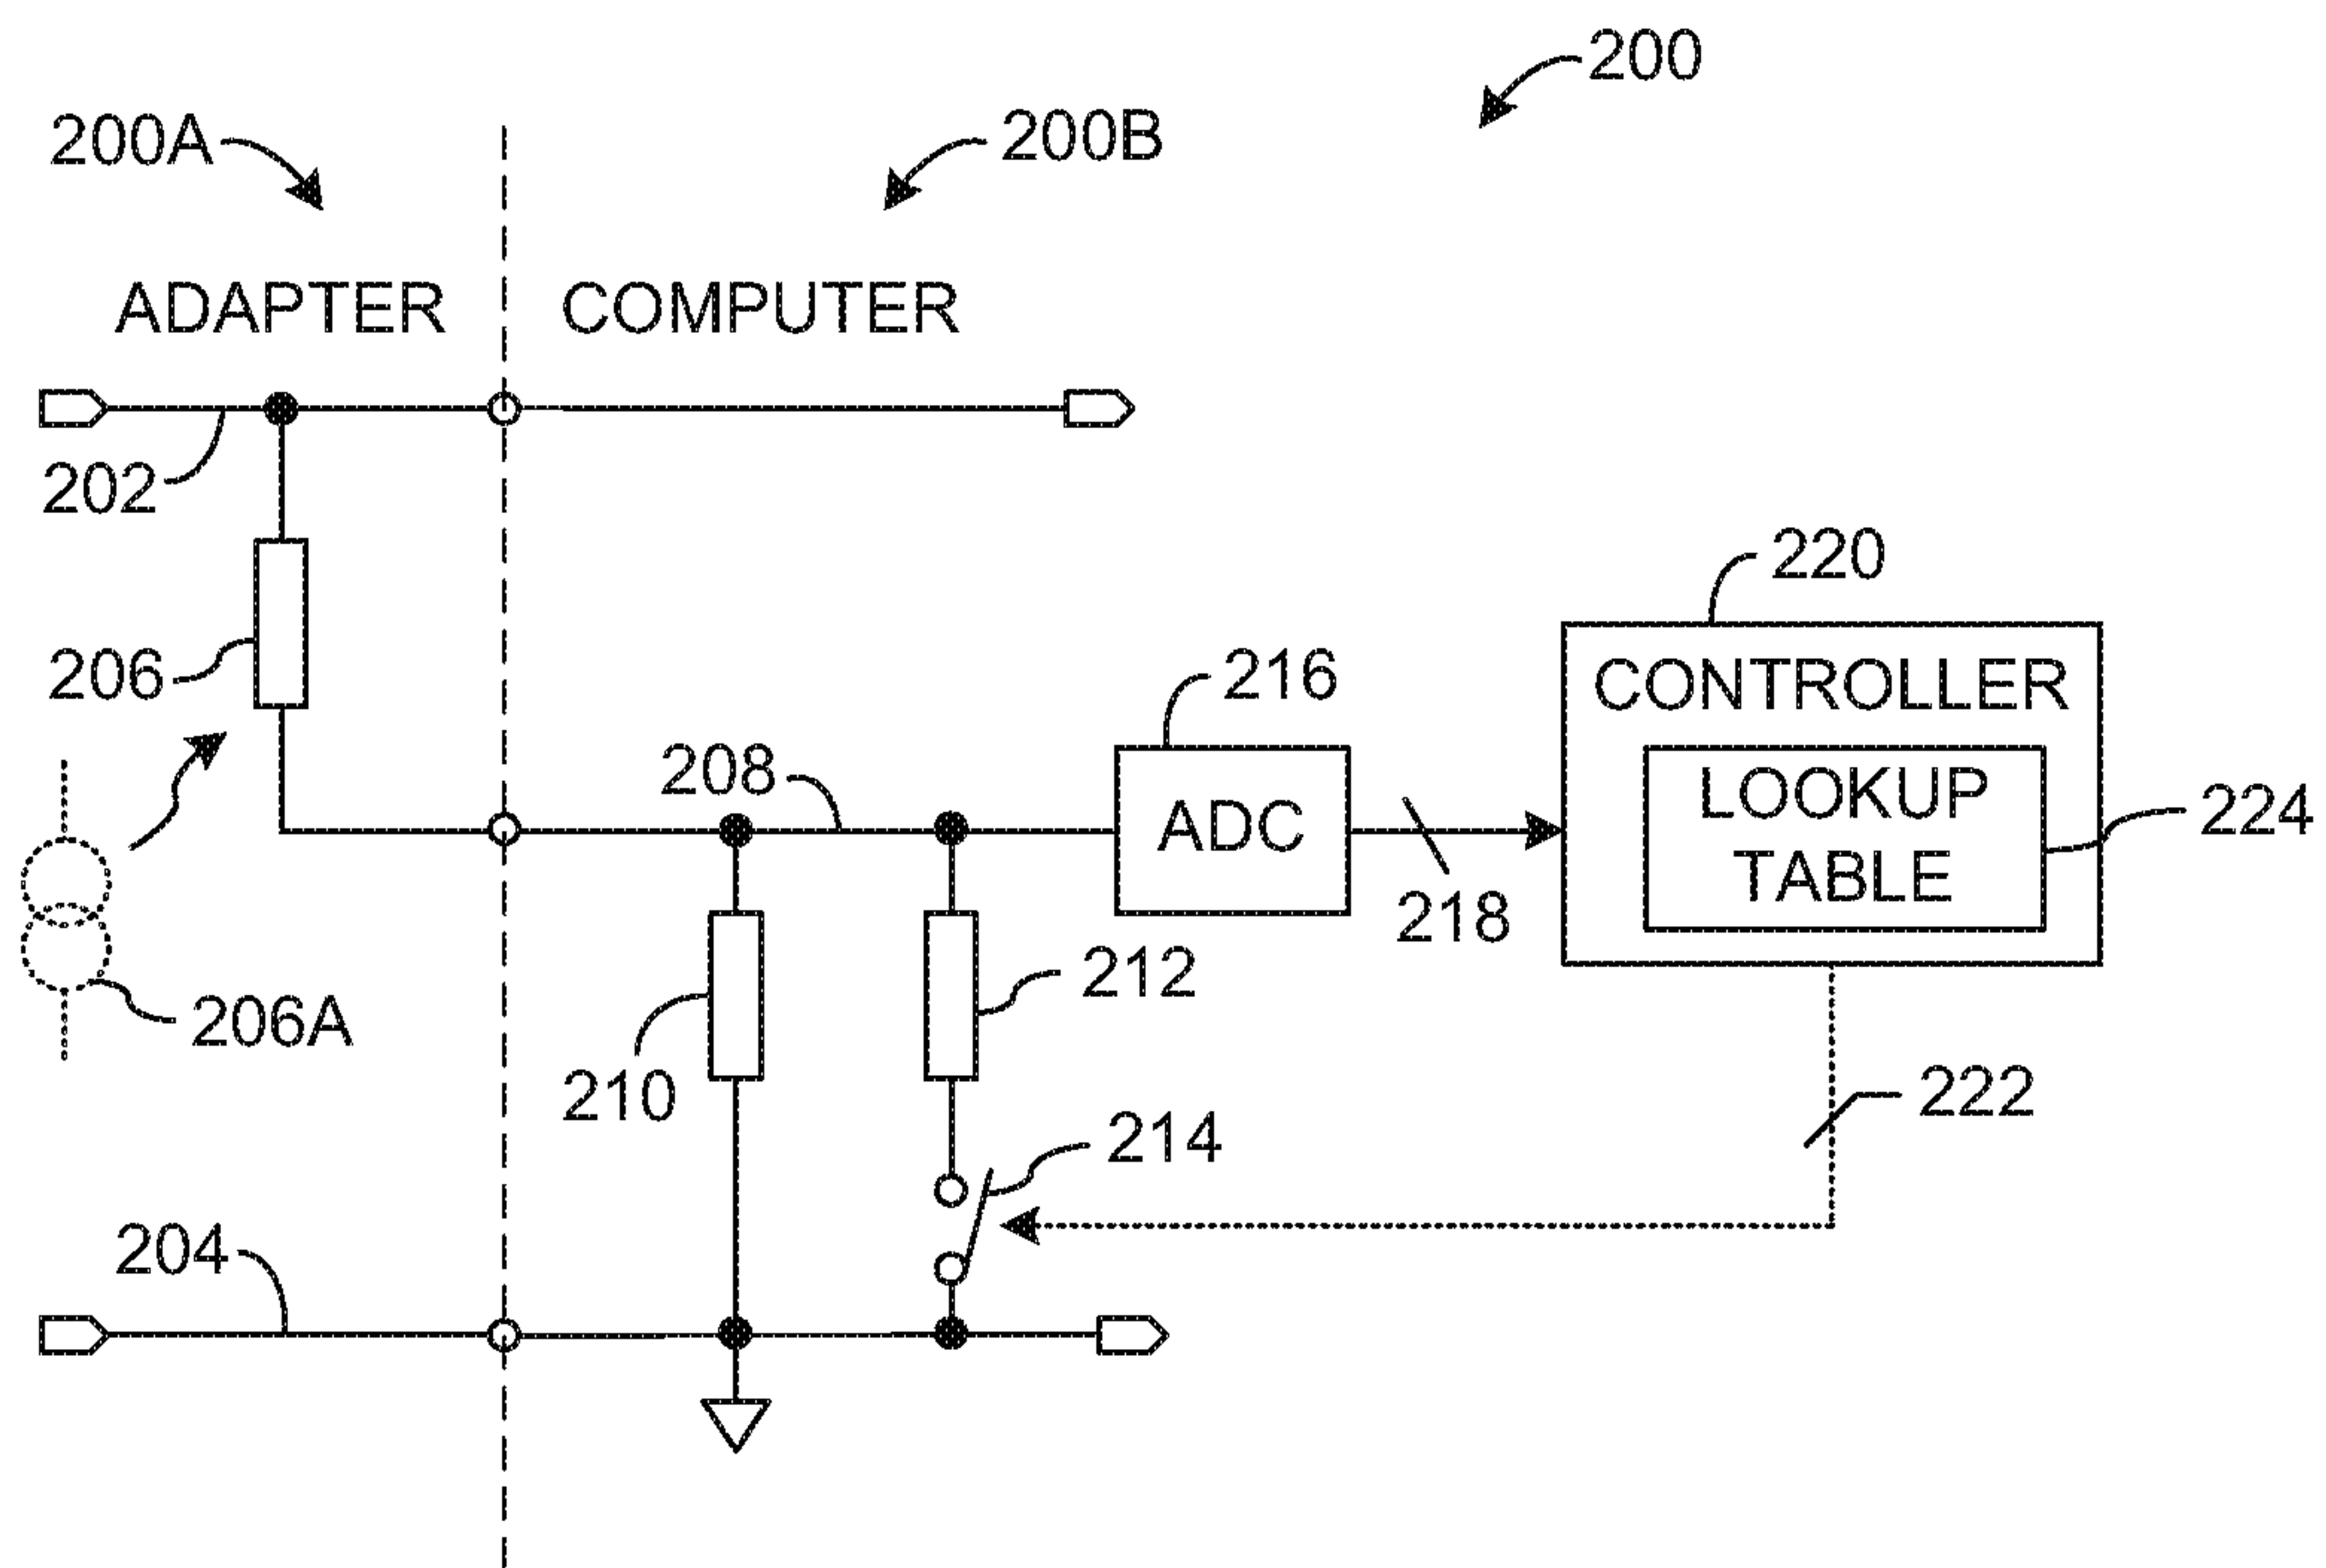 200
200A
200B
ADAPTER
COMPUTER
202
220
206
216
CONTROLLER
208
LOOKUP
TABLE
ADC
224
218
212
206A
210
222
214
204